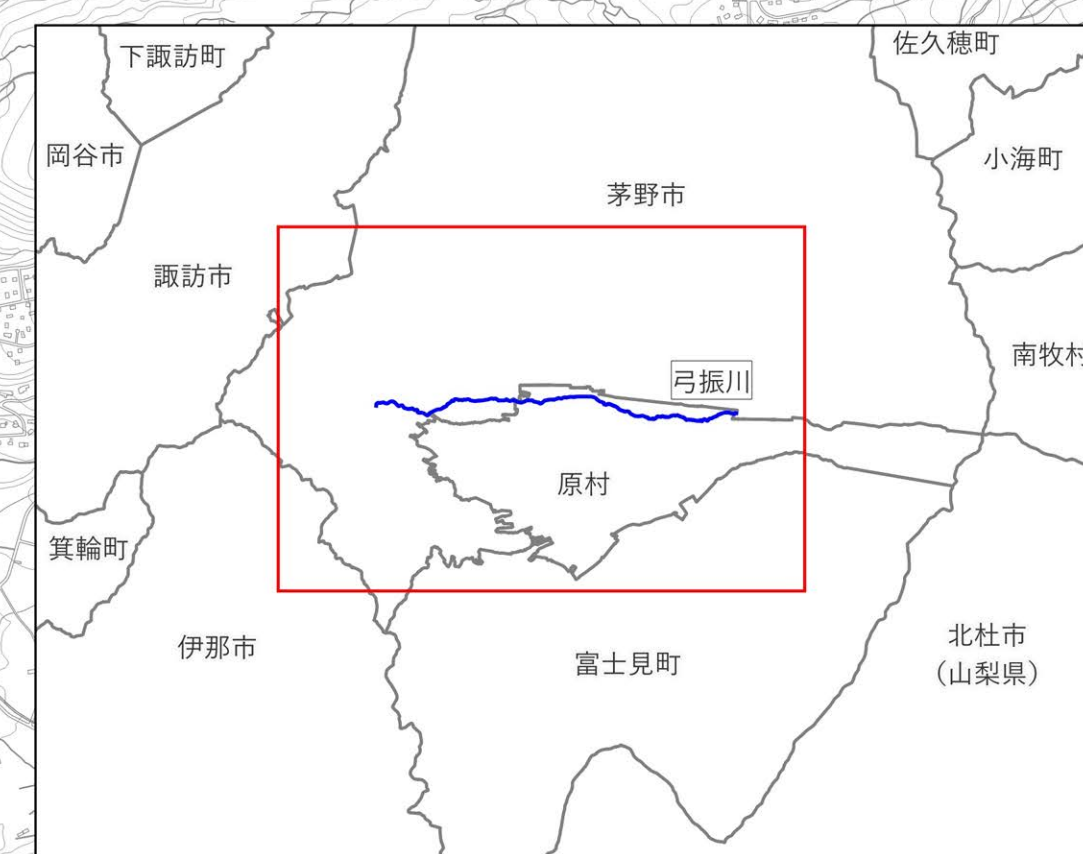 下諏訪町
佐久穂町
岡谷市
小海町
茅野市
諏訪市
南牧村
弓振川
原村
箕輪町
伊那市
富士見町
北杜市
（山梨県）